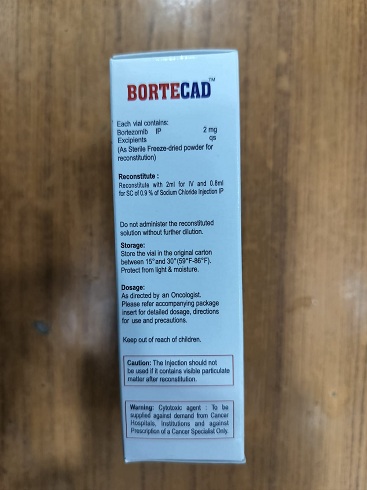 BORTECAD™
Each vial contains:
Bortezomib IP 2 mg
Excipients qs
(As Sterile Freeze-dried powder for
reconstitution)
Reconstitute :
Reconstitute with 2ml for IV and 0.8ml
for SC of 0.9 % of Sodium Chloride Injection IP
Do not administer the reconstituted
solution without further dilution.
Storage:
Store the vial in the original carton
between 15°and 30°(59°F-86°F).
Protect from light & moisture.
Dosage:
As directed by an Oncologist.
Please refer accompanying package
insert for detailed dosage, directions
for use and precautions.
Keep out of reach of children.
Caution: The Injection should not
be used if it contains visible particulate
matter after reconstitution.
Warning: Cytotoxic agent : To be
supplied against demand from Cancer
Hospitals, Institutions and against
Prescription of a Cancer Specialist Only.